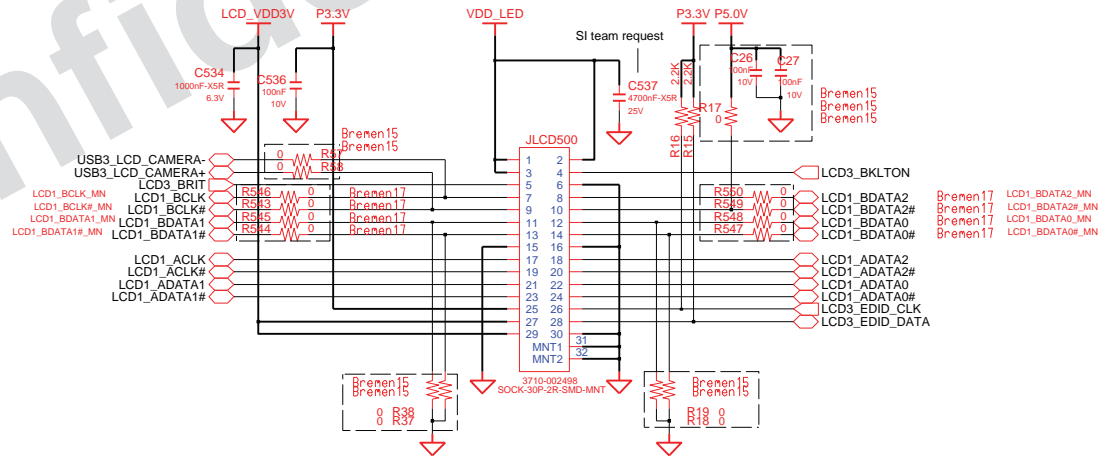 nfide
LCD_VDD3V P3.3V VDD_LED P3.3V P5.0V
SI team request
C534
1000nF-X5R
6.3V
C536
100nF
10V
C537
4700nF-X5R
25V
2.2K
2.2K
R16
R15
R17
0
C26
100nF
10V
C27
100nF
10V
Bremen15
Bremen15
Bremen15
Bremen15
Bremen15
JLCD500
USB3_LCD_CAMERA- 0 R57 1 2
USB3_LCD_CAMERA+ 0 R58 3 4 LCD3_BKLTON
LCD3_BRIT 5 6
LCD1_BCLK_MN LCD1_BCLK R546 0 Bremen17 7 8 R550 0 LCD1_BDATA2 Bremen17 LCD1_BDATA2_MN
LCD1_BCLK#_MN LCD1_BCLK# R543 0 9 10 R549 0 LCD1_BDATA2# LCD1_BDATA2#_MN
LCD1_BDATA1_MN LCD1_BDATA1 R545 0 Bremen17 11 12 R548 0 LCD1_BDATA0 Bremen17 LCD1_BDATA0_MN
LCD1_BDATA1#_MN LCD1_BDATA1# R544 0 13 14 R547 0 LCD1_BDATA0# Bremen17 LCD1_BDATA0#_MN
15 16
LCD1_ACLK 17 18 LCD1_ADATA2
LCD1_ACLK# 19 20 LCD1_ADATA2#
LCD1_ADATA1 21 22 LCD1_ADATA0
LCD1_ADATA1# 23 24 LCD1_ADATA0#
25 26 LCD3_EDID_CLK
27 28 LCD3_EDID_DATA
29 30
MNT1 31
MNT2 32
3710-002498
SOCK-30P-2R-SMD-MNT
Bremen15
Bremen15
0 R38
0 R37
Bremen15
Bremen15
R19 0
R18 0